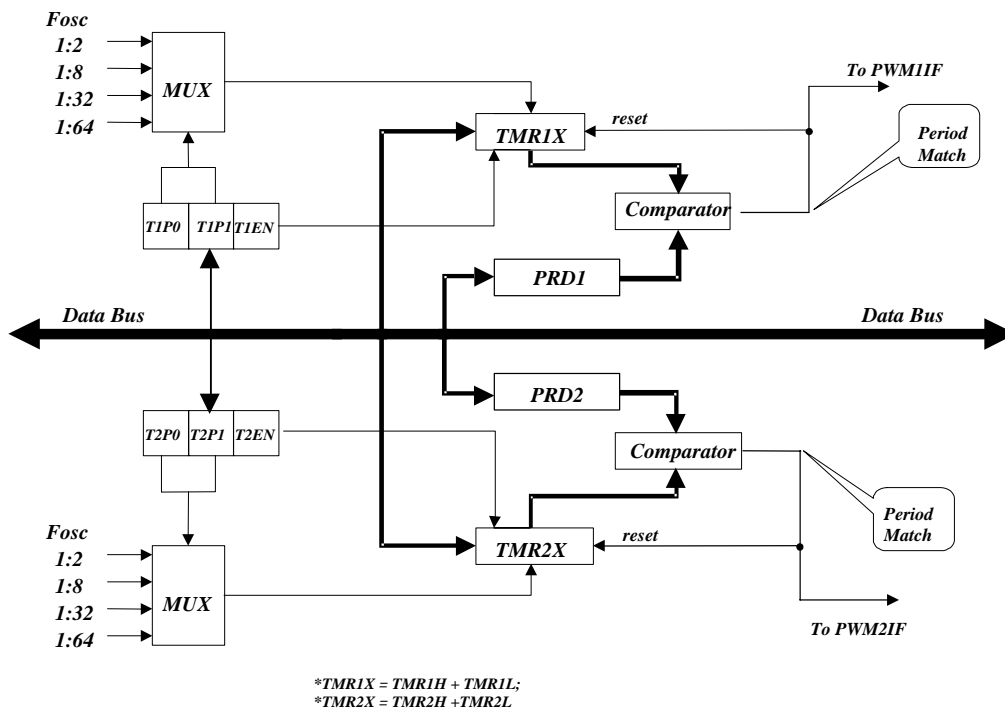 Fosc
1:2
1:8
1:32
1:64
MUX
To PWM1IF
TMR1X
reset
Period
Match
T1P0 T1P1 T1EN
Comparator
PRD1
Data Bus
Data Bus
PRD2
T2P0 T2P1 T2EN
Comparator
Period
Match
Fosc
1:2
1:8
1:32
1:64
MUX
TMR2X
reset
To PWM2IF
*TMR1X = TMR1H + TMR1L;
*TMR2X = TMR2H +TMR2L